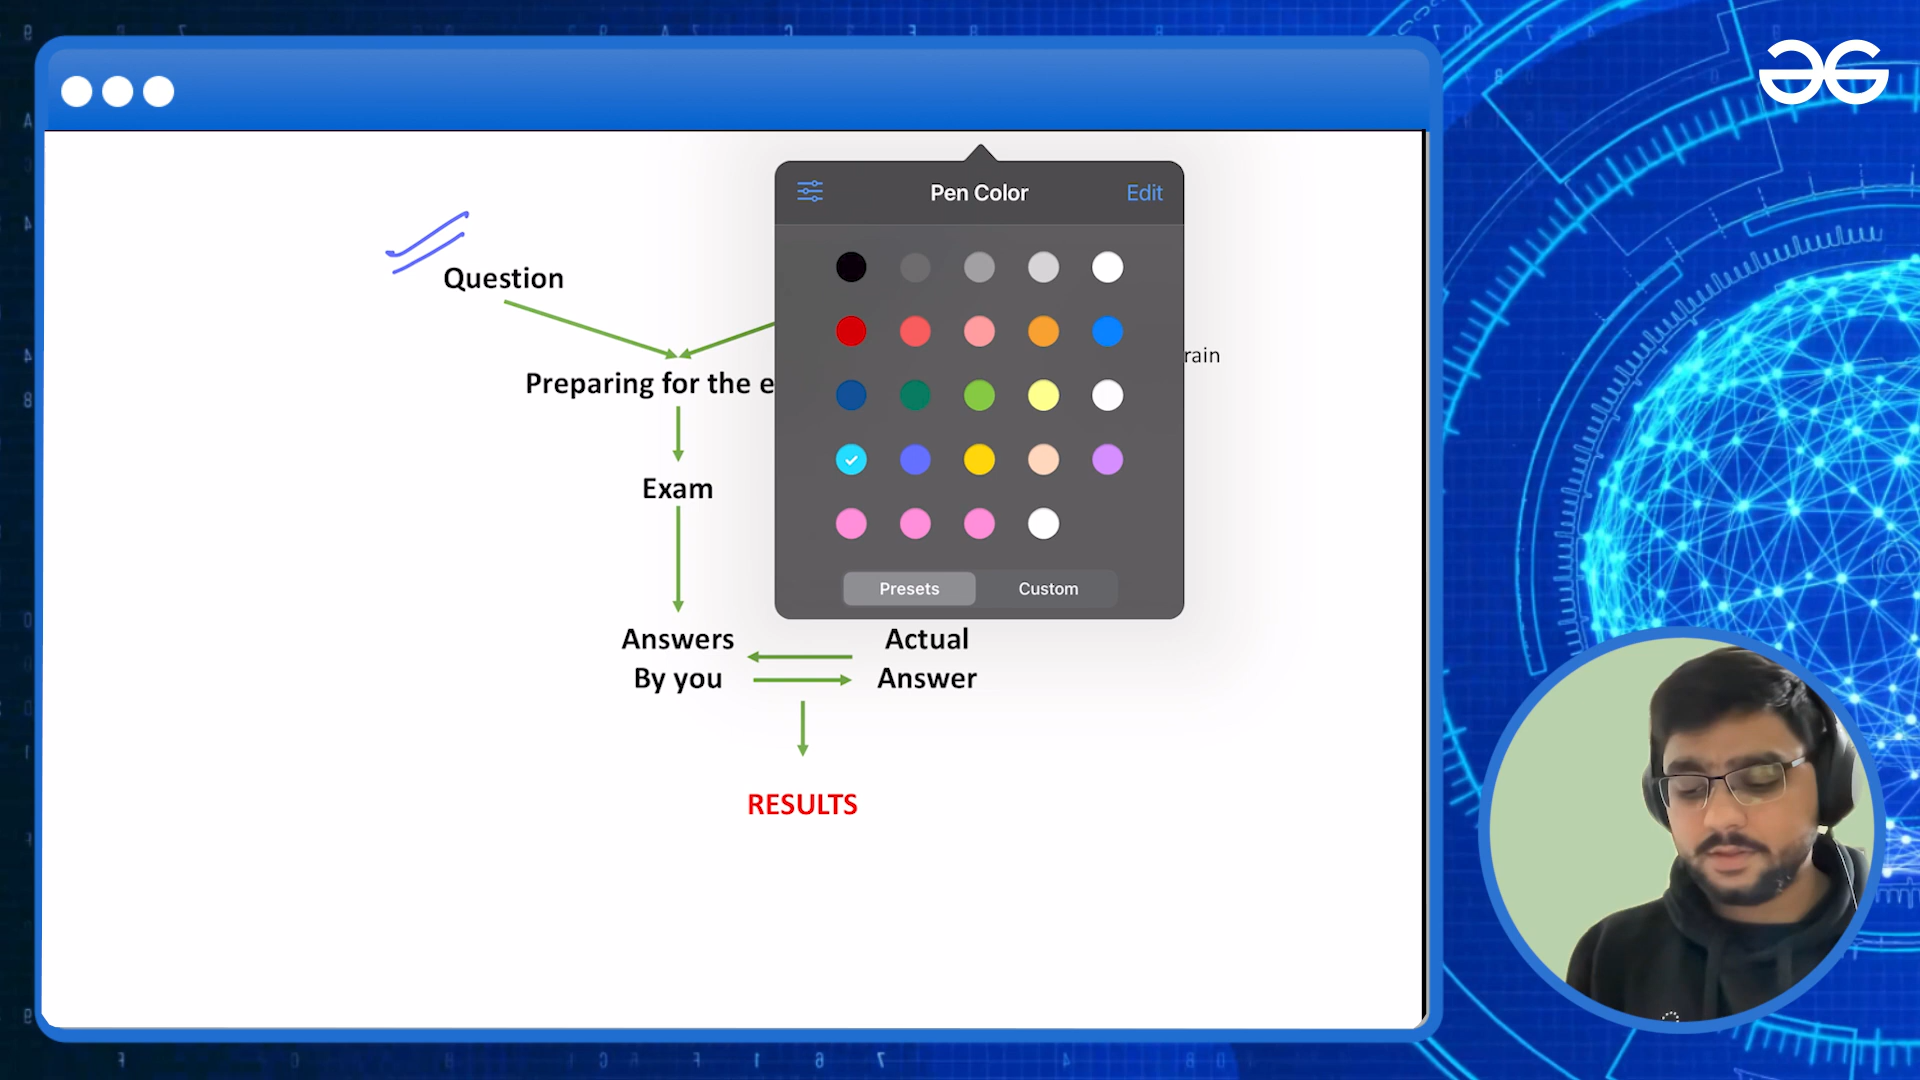 Pen Color
Edit
Question
rain
Preparing for the e
Exam
Presets
Custom
Answers
By you
Actual
Answer
RESULTS